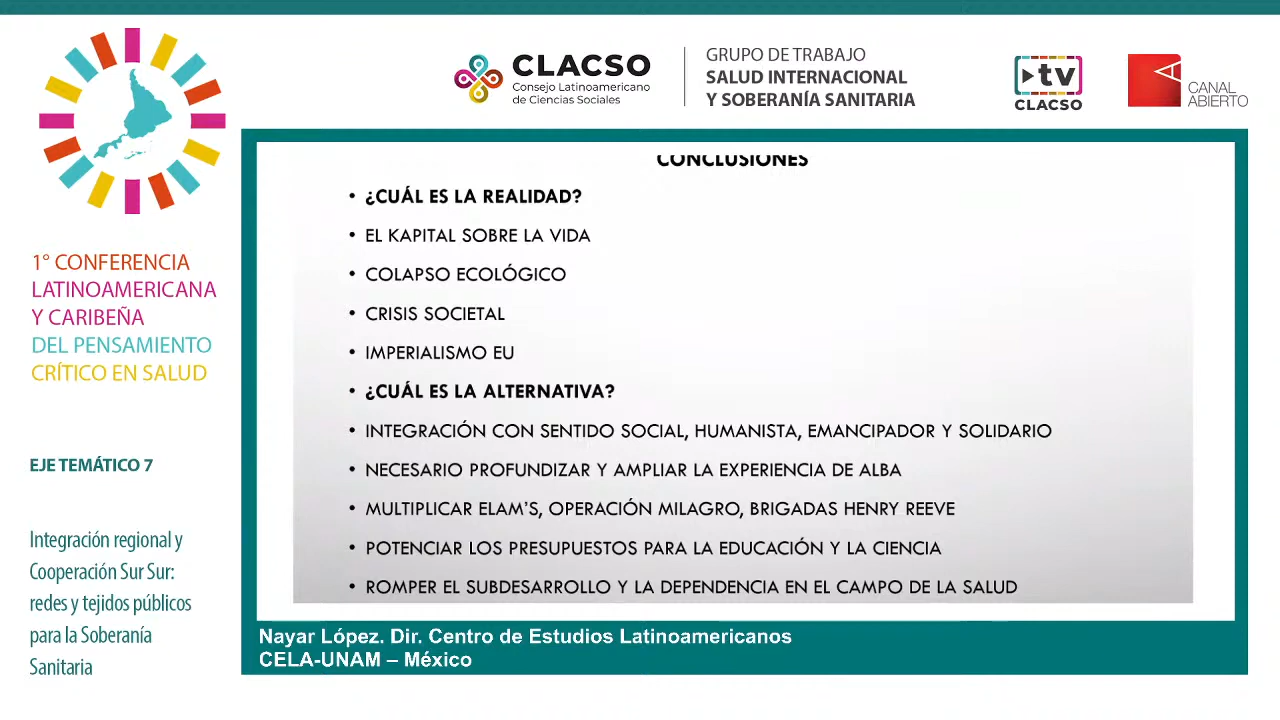 CLACSO
Consejo Latinoamericano
de Ciencias Sociales
GRUPO DE TRABAJO
SALUD INTERNACIONAL
Y SOBERANÍA SANITARIA
tv
CLACSO
CANAL
ABIERTO
1° CONFERENCIA
LATINOAMERICANA
Y CARIBEÑA
DEL PENSAMIENTO
CRÍTICO EN SALUD
EJE TEMÁTICO 7
Integración regional y
Cooperación Sur Sur:
redes y tejidos públicos
para la Soberanía
Sanitaria
CONCLUSIONES
• ¿CUÁL ES LA REALIDAD?
• EL KAPITAL SOBRE LA VIDA
• COLAPSO ECOLÓGICO
• CRISIS SOCIETAL
• IMPERIALISMO EU
• ¿CUÁL ES LA ALTERNATIVA?
• INTEGRACIÓN CON SENTIDO SOCIAL, HUMANISTA, EMANCIPADOR Y SOLIDARIO
• NECESARIO PROFUNDIZAR Y AMPLIAR LA EXPERIENCIA DE ALBA
• MULTIPLICAR ELAM'S, OPERACIÓN MILAGRO, BRIGADAS HENRY REEVE
• POTENCIAR LOS PRESUPUESTOS PARA LA EDUCACIÓN Y LA CIENCIA
• ROMPER EL SUBDESARROLLO Y LA DEPENDENCIA EN EL CAMPO DE LA SALUD
Nayar López. Dir. Centro de Estudios Latinoamericanos
CELA-UNAM – México